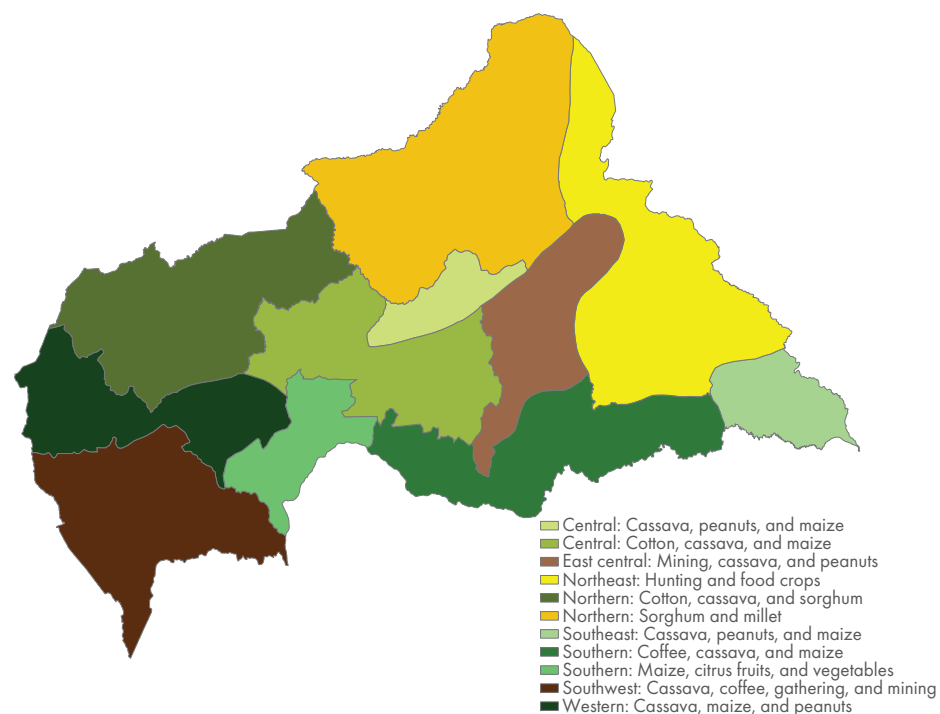 Central: Cassava, peanuts, and maize
Central: Cotton, cassava, and maize
East central: Mining, cassava, and peanuts
Northeast: Hunting and food crops
Northern: Cotton, cassava, and sorghum
Northern: Sorghum and millet
Southeast: Cassava, peanuts, and maize
Southern: Coffee, cassava, and maize
Southern: Maize, citrus fruits, and vegetables
Southwest: Cassava, coffee, gathering, and mining
Western: Cassava, maize, and peanuts